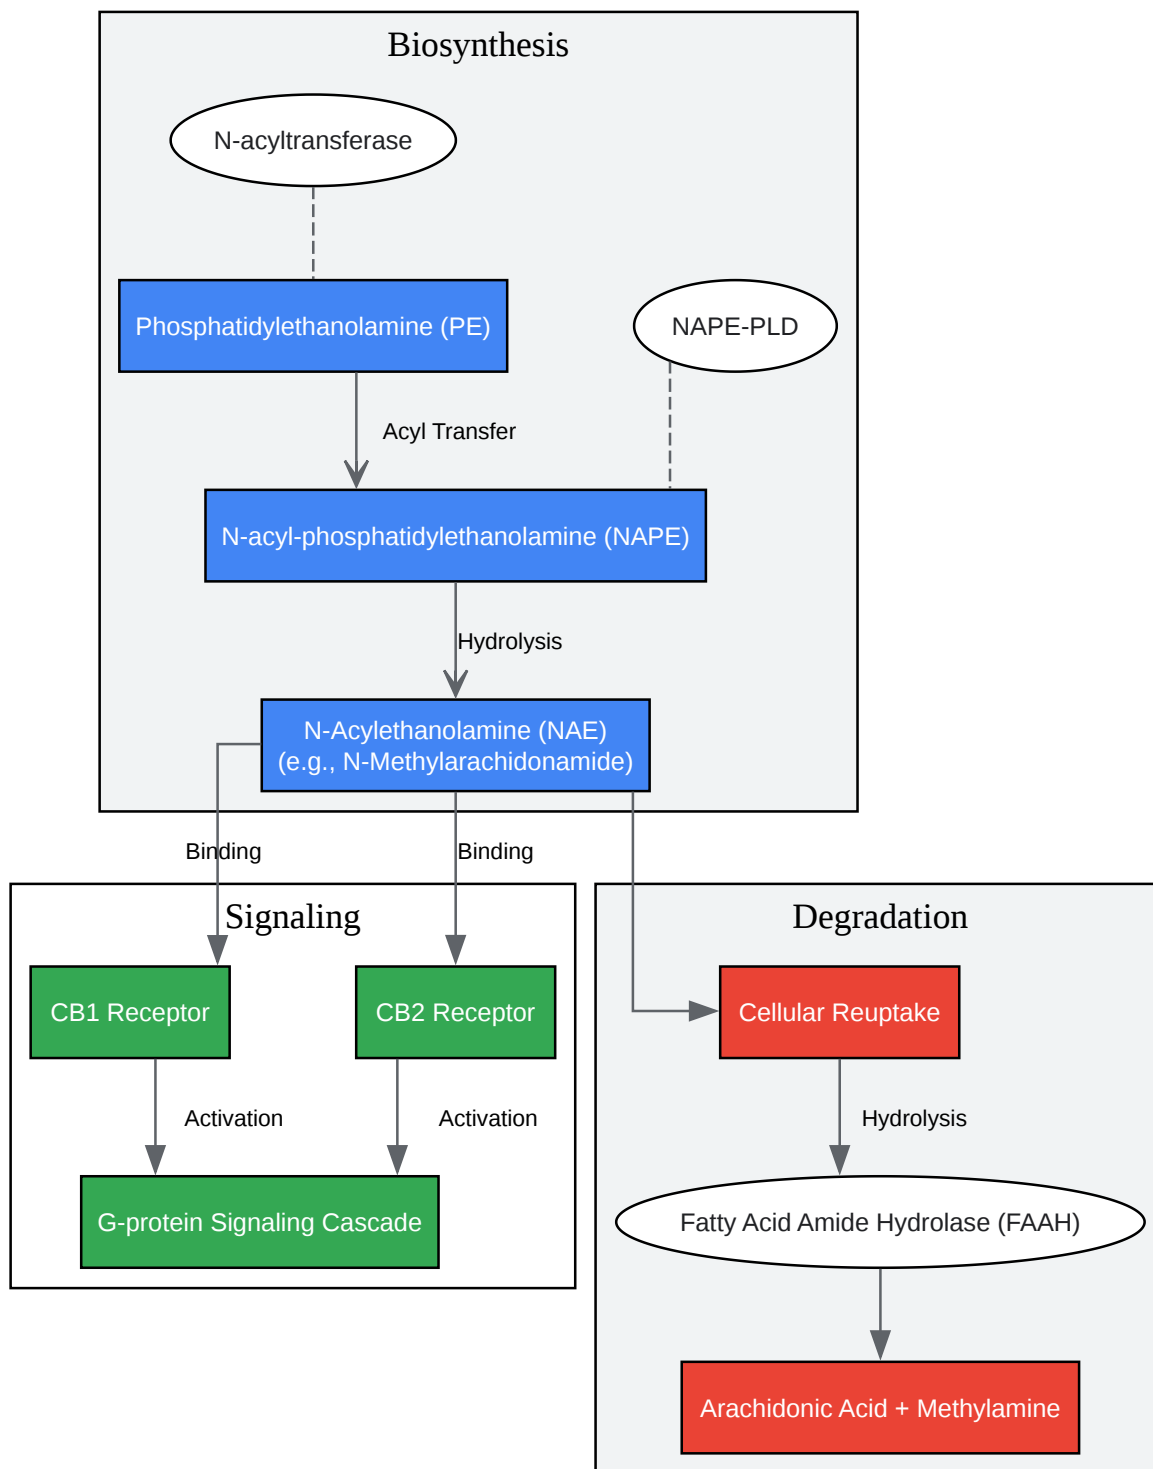 Biosynthesis
N-acyltransferase
Phosphatidylethanolamine (PE)
NAPE-PLD
Acyl Transfer
N-acyl-phosphatidylethanolamine (NAPE)
Hydrolysis
N-Acylethanolamine (NAE)
(e.g., N-Methylarachidonamide)
Binding
Binding
Signaling
CB1 Receptor
CB2 Receptor
Activation
Activation
G-protein Signaling Cascade
Degradation
Cellular Reuptake
Hydrolysis
Fatty Acid Amide Hydrolase (FAAH)
Arachidonic Acid + Methylamine